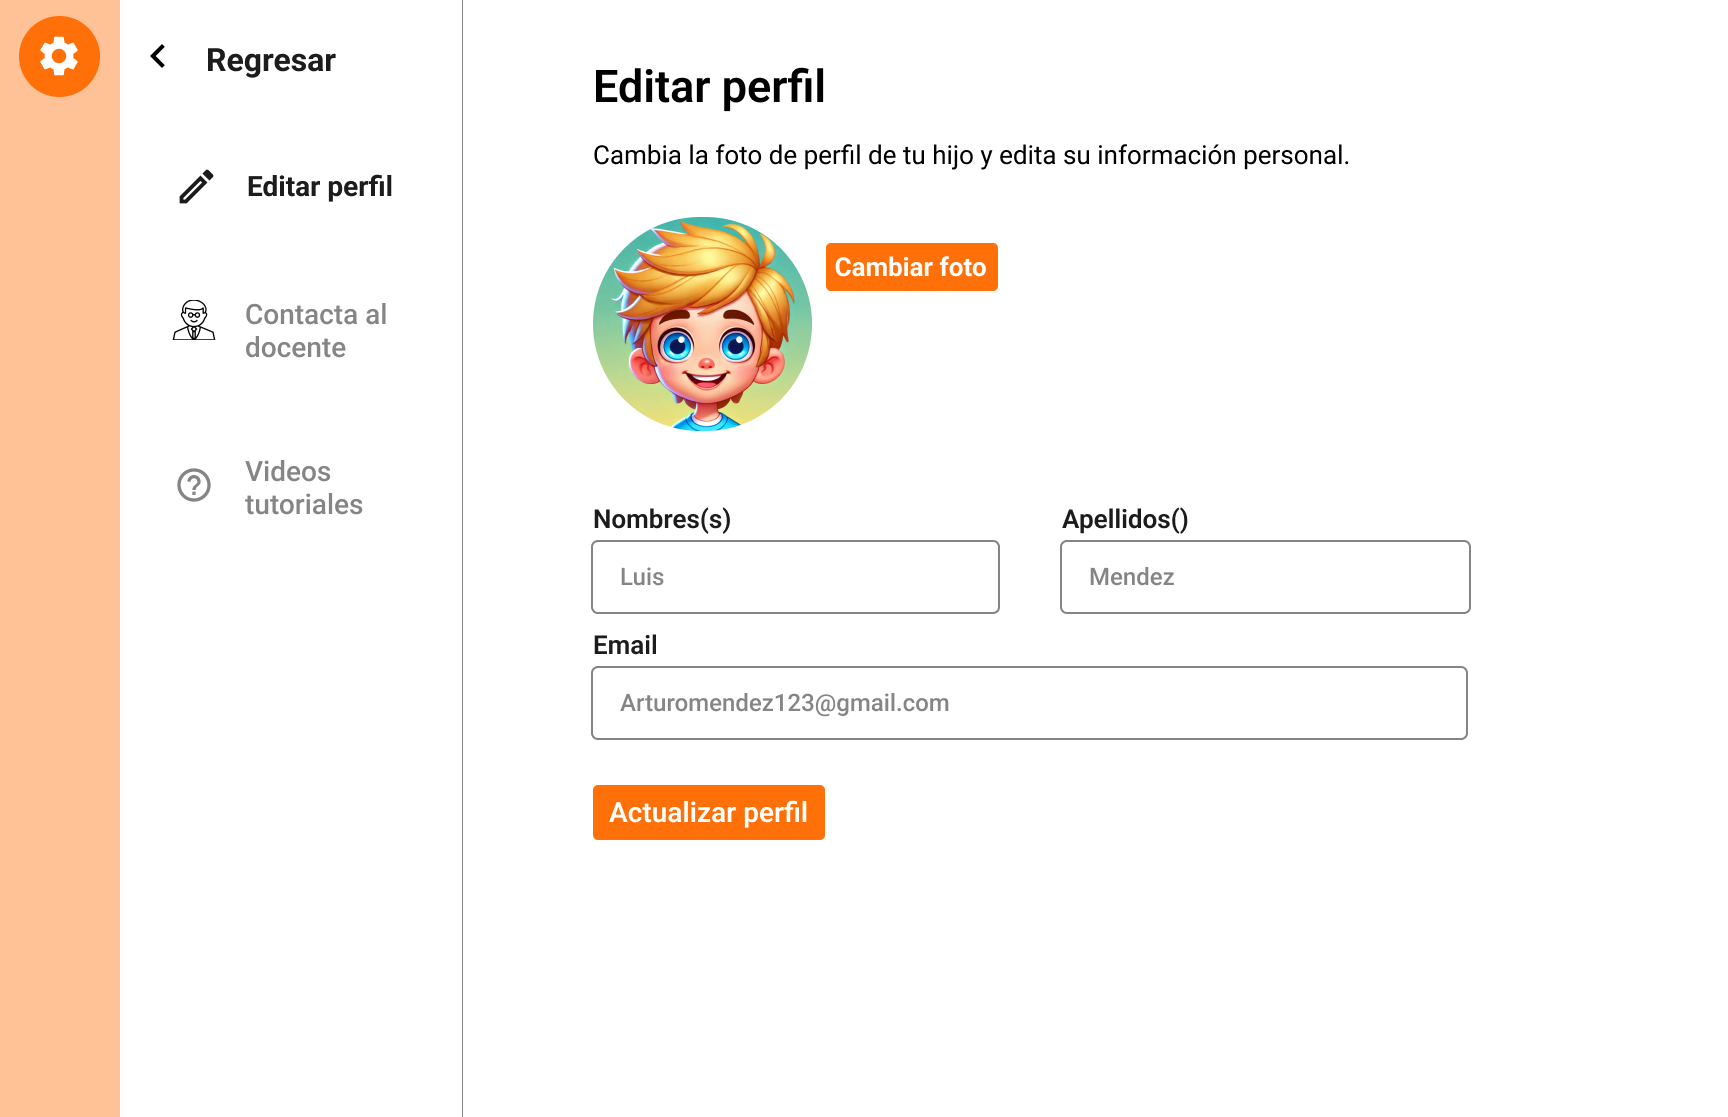 Regresar
Editar perfil
Contacta al
docente
Videos
tutoriales
Editar perfil
Cambia la foto de perfil de tu hijo y edita su información personal.
Cambiar foto
Nombres(s)
Apellidos()
Luis
Mendez
Email
Arturomendez123@gmail.com
Actualizar perfil